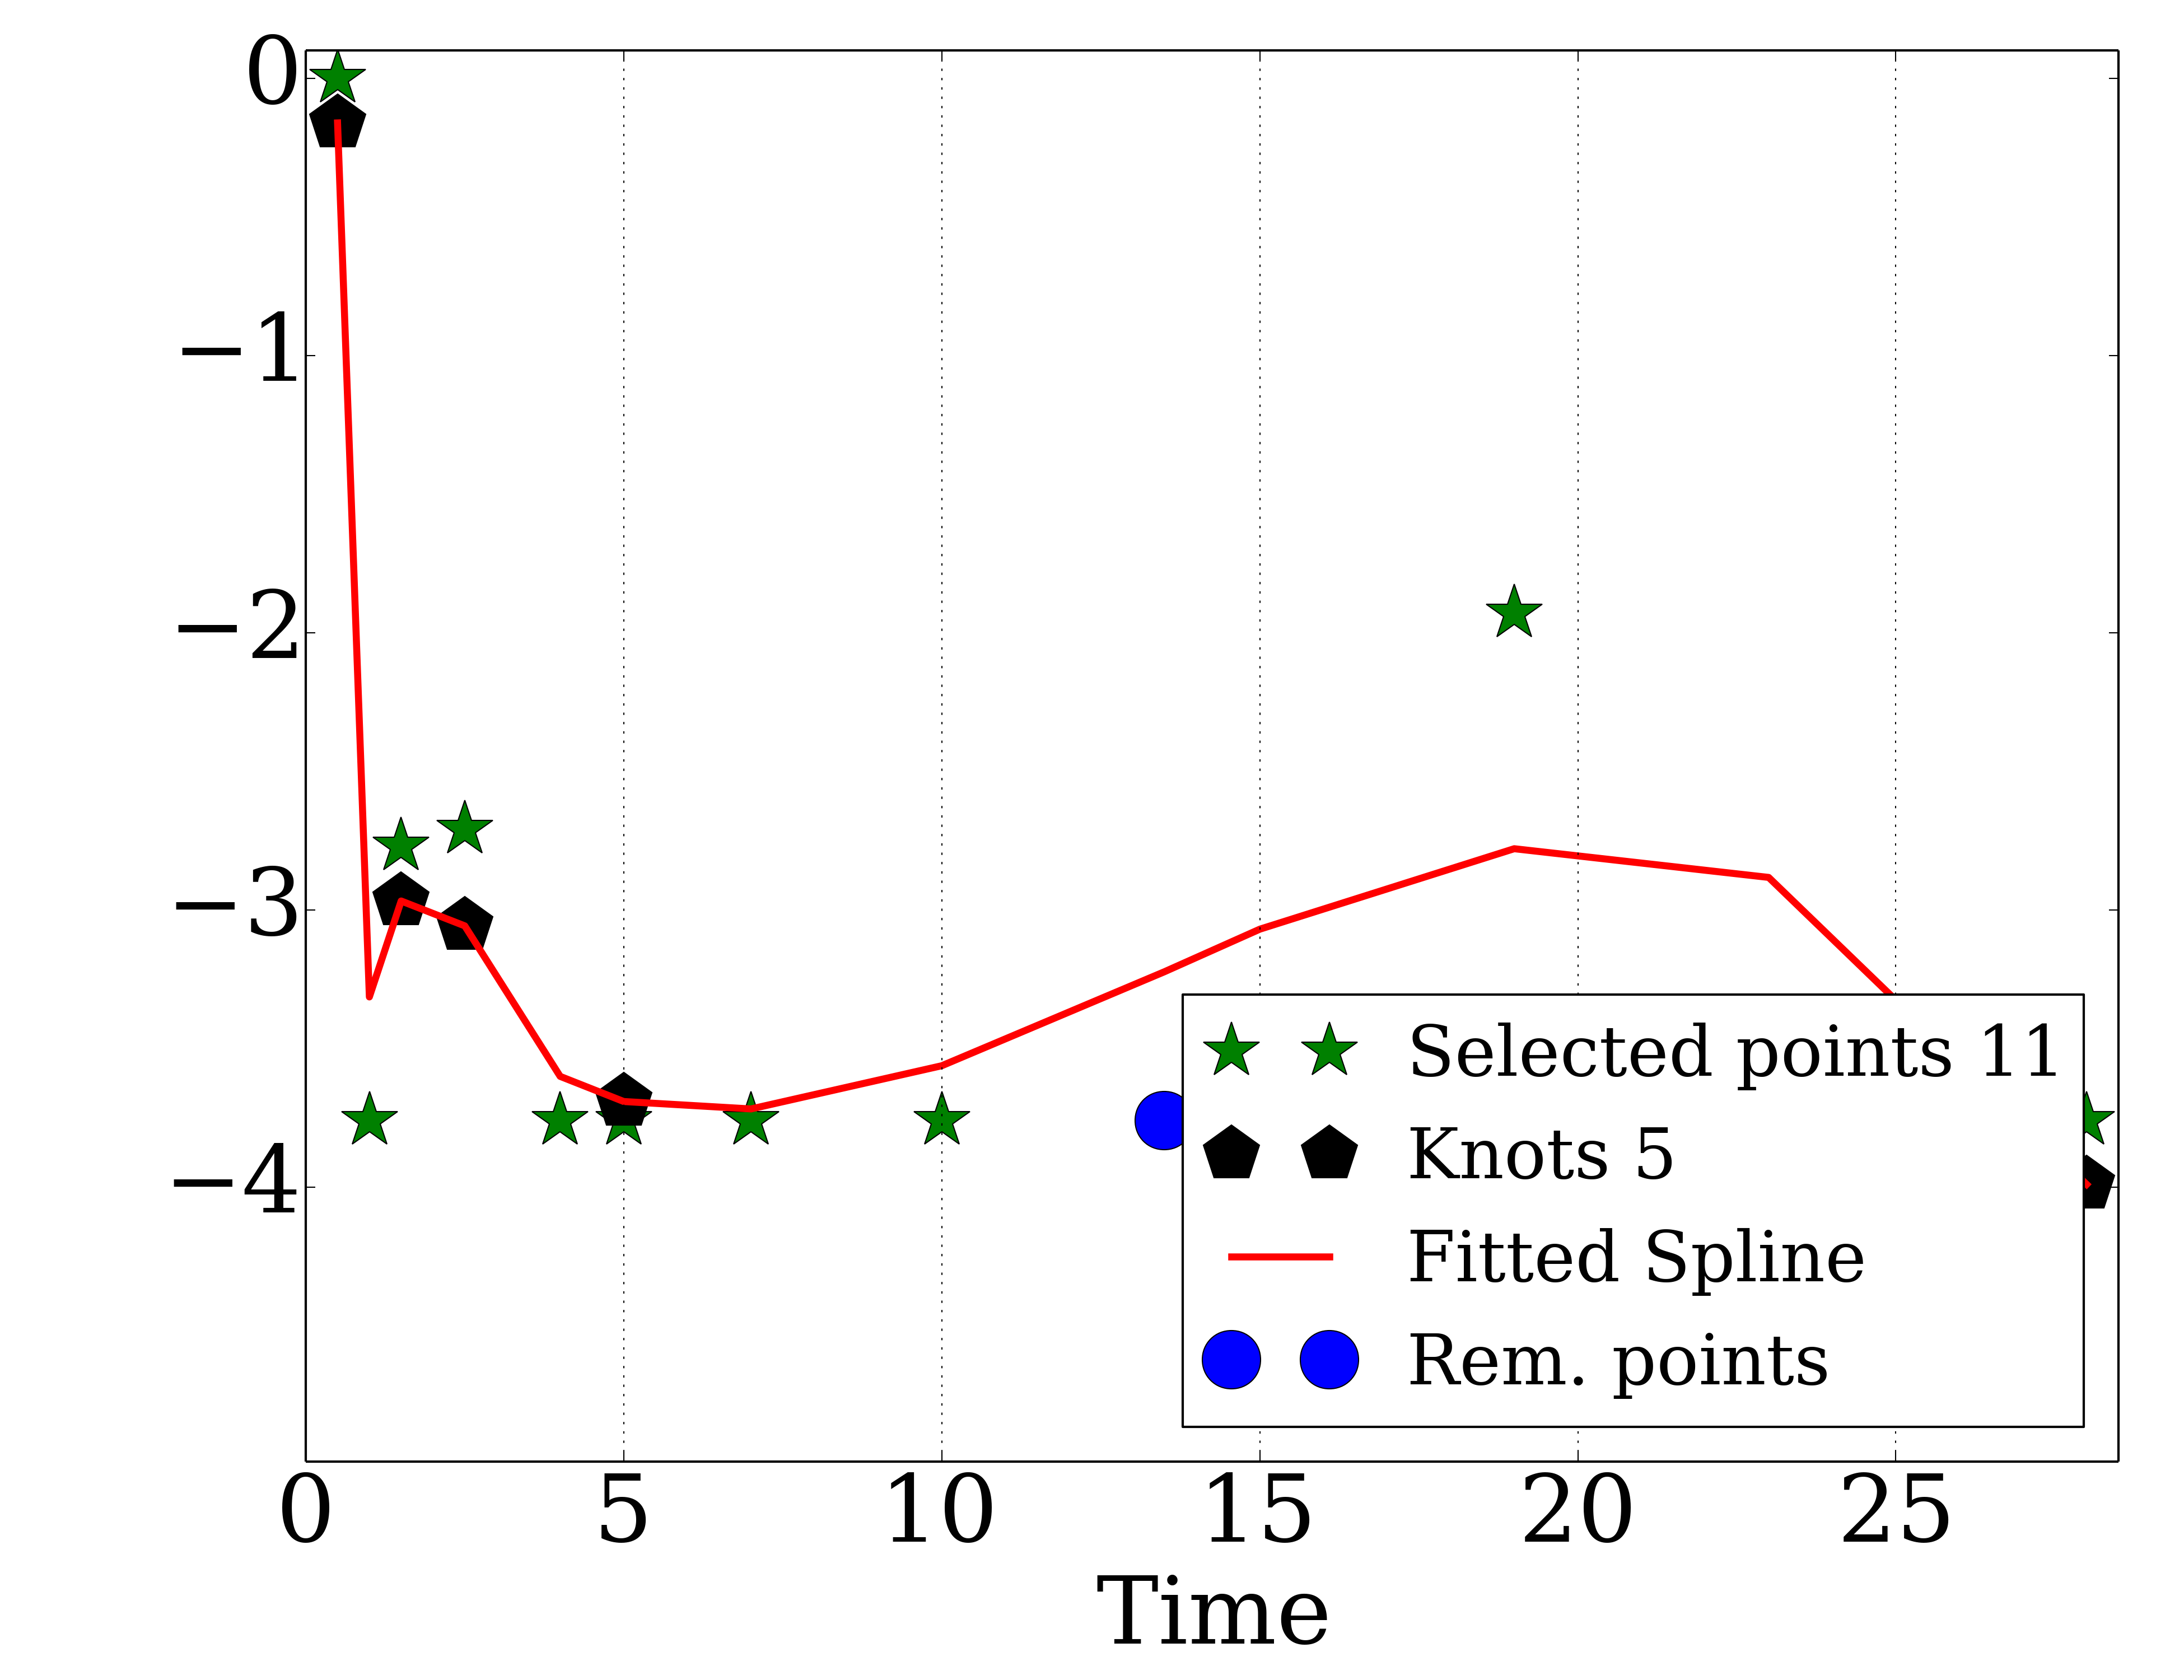 0
−1
−2
−3
−4
Selected points 11
Knots 5
Fitted Spline
Rem. points
0 5 10 15 20 25
Time